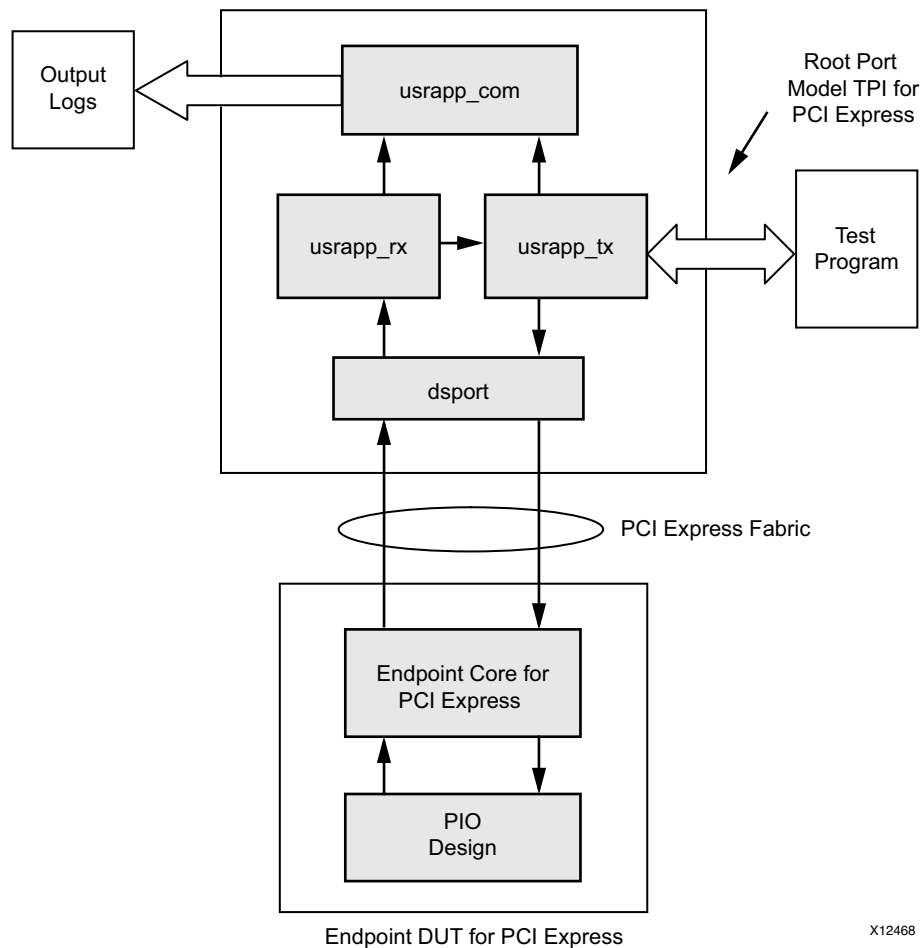 Output
Logs
usrapp_com
Root Port
Model TPI for
PCI Express
usrapp_rx
usrapp_tx
Test
Program
dsport
PCI Express Fabric
Endpoint Core for
PCI Express
PIO
Design
Endpoint DUT for PCI Express
X12468